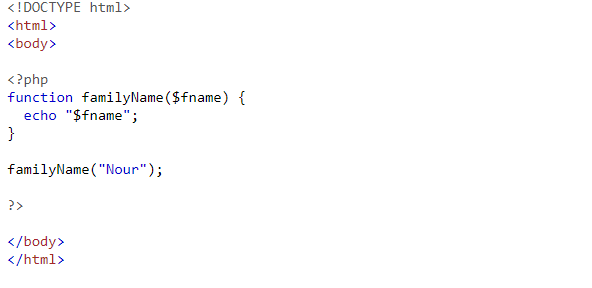 <!DOCTYPE html>
<html>
<body>

<?php
function familyName($fname) {
  echo "$fname";
}

familyName("Nour");

?>

</body>
</html>